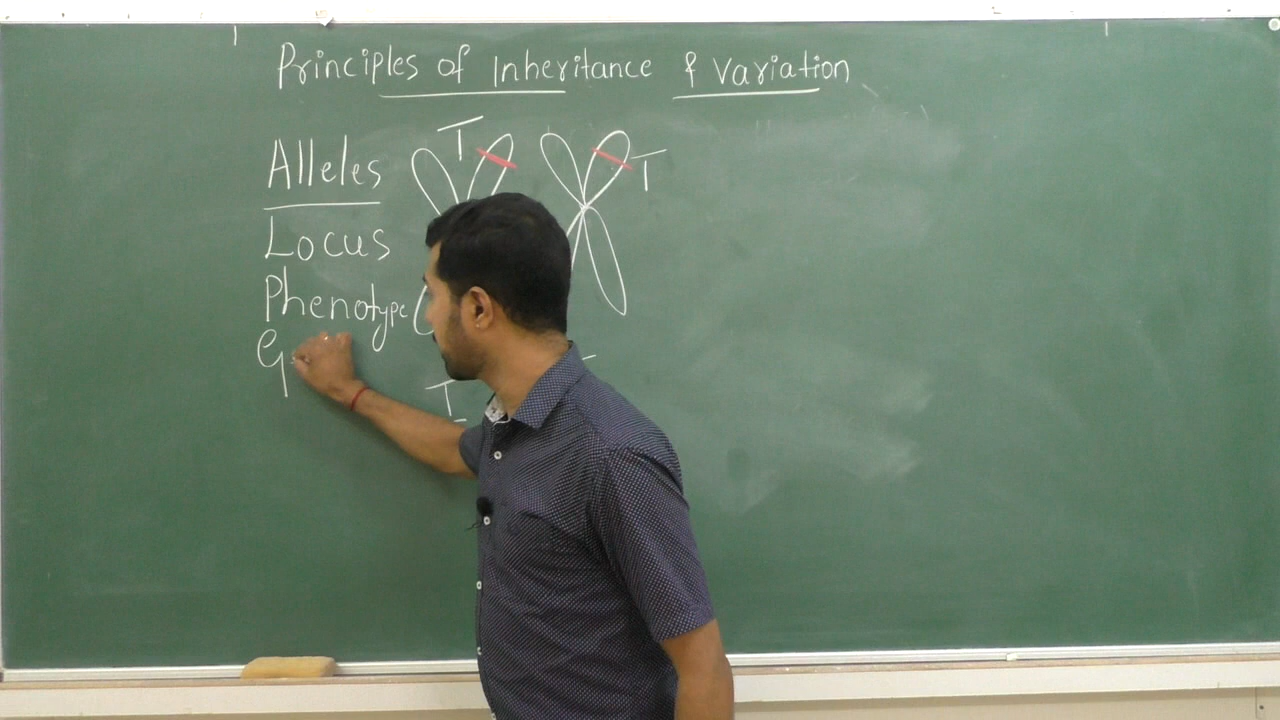 Principles of Inheritance & Variation
Alleles T T
Locus
Phenotype
G
T